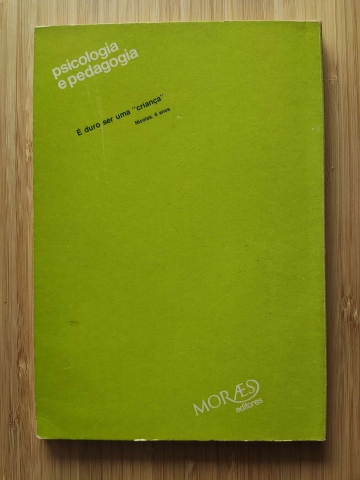 psicologia
e pedagogia
É duro ser uma "criança"
Nicolas, 6 anos
MORÆS
editores